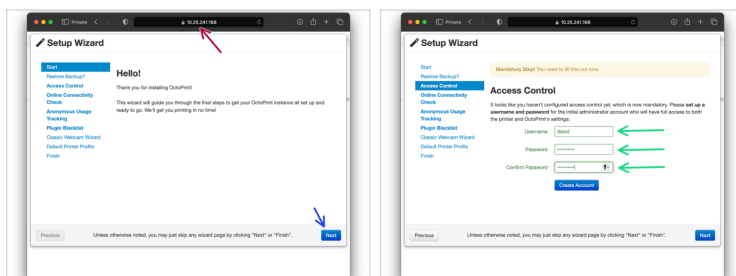 Private
10.25.241.168
Setup Wizard
Start
Restore Backup?
Access Control
Online Connectivity
Check
Anonymous Usage
Tracking
Plugin Blacklist
Classic Webcam Wizard
Default Printer Profile
Finish
Hello!
Thank you for installing OctoPrint!
This wizard will guide you through the final steps to get your OctoPrint instance all set up and
ready to go. We'll get you printing in no time!
Previous
Unless otherwise noted, you may just skip any wizard page by clicking "Next" or "Finish".
Next
Private
10.25.241.168
Setup Wizard
Start
Restore Backup?
Access Control
Online Connectivity
Check
Anonymous Usage
Tracking
Plugin Blacklist
Classic Webcam Wizard
Default Printer Profile
Finish
Mandatory Step! You need to fill this out now.
Access Control
It looks like you haven't configured access control yet, which is now mandatory. Please set up a
username and password for the initial administrator account who will have full access to both
the printer and OctoPrint's settings:
Username
david
Password
Confirm Password
Create Account
Previous
Unless otherwise noted, you may just skip any wizard page by clicking "Next" or "Finish".
Next